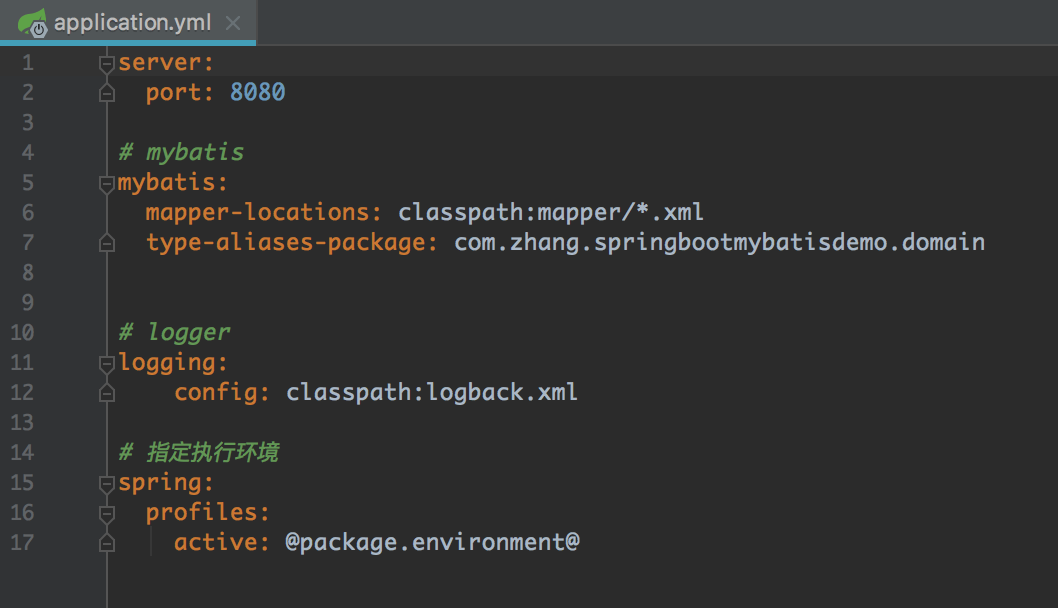 application.yml
1 server:
2   port: 8080
3
4 # mybatis
5 mybatis:
6   mapper-locations: classpath:mapper/*.xml
7   type-aliases-package: com.zhang.springbootmybatisdemo.domain
8
9
10 # logger
11 logging:
12     config: classpath:logback.xml
13
14 # 指定执行环境
15 spring:
16   profiles:
17     active: @package.environment@